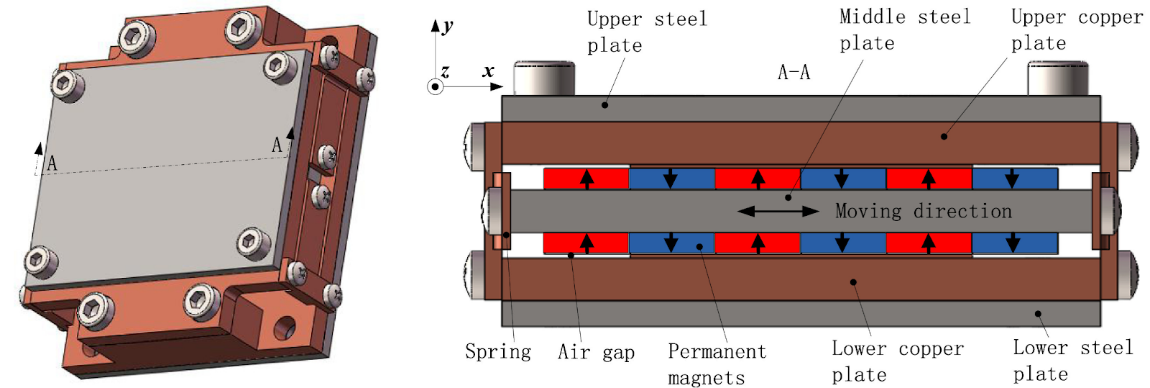 Upper steel
plate
Middle steel
plate
Upper copper
plate
y
z
x
A-A
A
A
Moving direction
Spring
Air gap
Permanent
magnets
Lower copper
plate
Lower steel
plate